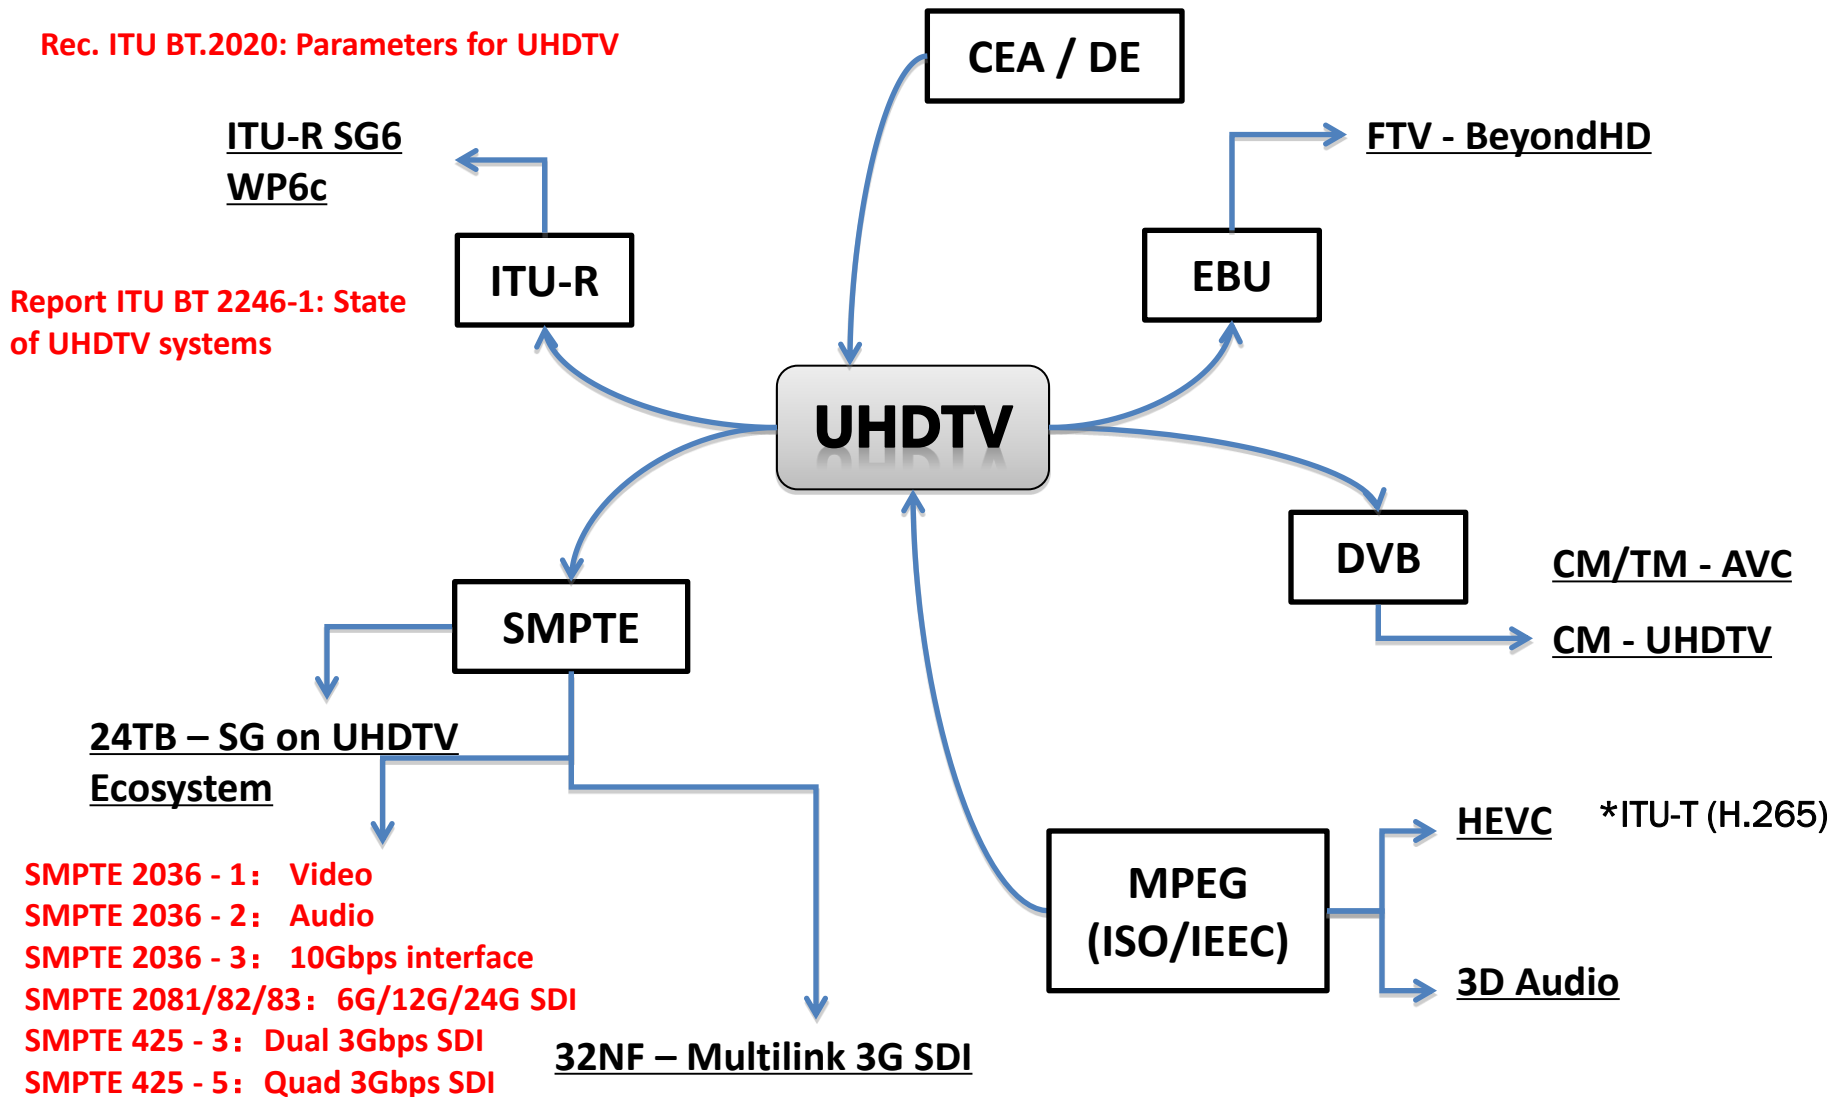 Rec. ITU BT.2020: Parameters for UHDTV
CEA / DE
ITU-R SG6
WP6c
FTV - BeyondHD
ITU-R
EBU
Report ITU BT 2246-1: State
of UHDTV systems
UHDTV
DVB
CM/TM - AVC
CM - UHDTV
SMPTE
24TB – SG on UHDTV
Ecosystem
HEVC
*ITU-T (H.265)
MPEG
(ISO/IEEC)
3D Audio
SMPTE 2036 - 1： Video
SMPTE 2036 - 2： Audio
SMPTE 2036 - 3： 10Gbps interface
SMPTE 2081/82/83：6G/12G/24G SDI
SMPTE 425 - 3：Dual 3Gbps SDI
SMPTE 425 - 5：Quad 3Gbps SDI
32NF – Multilink 3G SDI